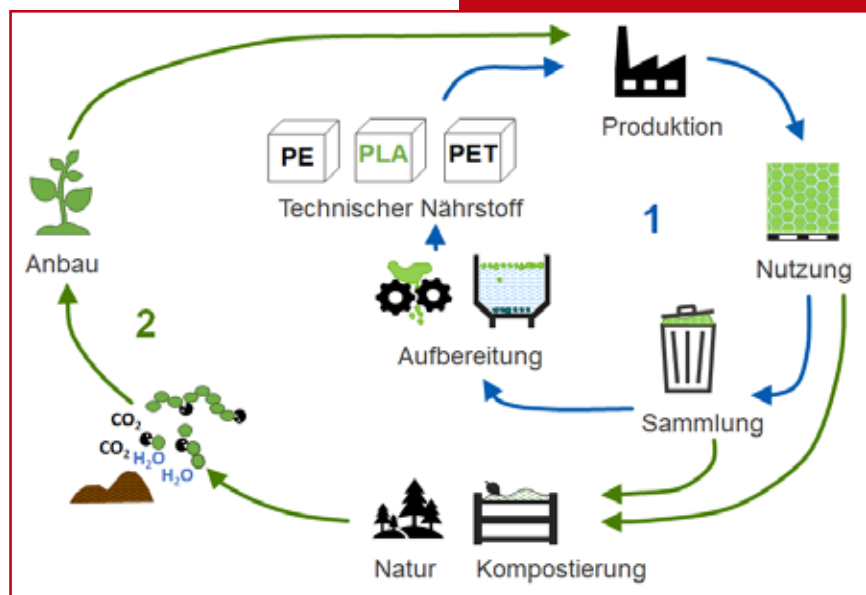 Produktion
PE PLA PET
Technischer Nährstoff
1
Anbau
Nutzung
2
Aufbereitung
Sammlung
CO₂
CO₂
H₂O
H₂O
Natur Kompostierung